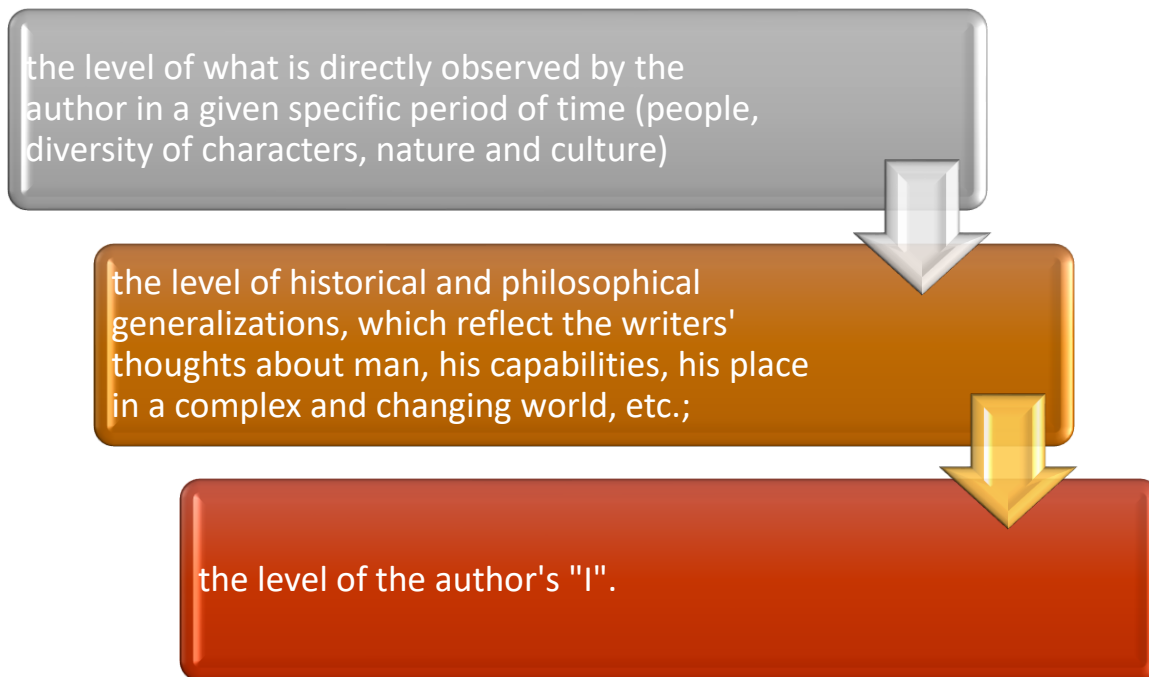 the level of what is directly observed by the
author in a given specific period of time (people,
diversity of characters, nature and culture)
the level of historical and philosophical
generalizations, which reflect the writers'
thoughts about man, his capabilities, his place
in a complex and changing world, etc.;
the level of the author's "I".